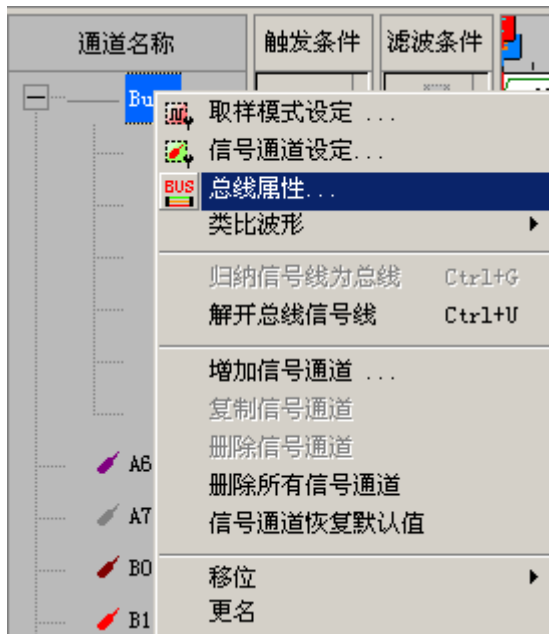 通道名称 触发条件 滤波条件
Bu
取样模式设定 ...
信号通道设定...
BUS 总线属性...
类比波形
归纳信号线为总线 Ctrl+G
解开总线信号线 Ctrl+U
增加信号通道 ...
复制信号通道
A6 删除信号通道
删除所有信号通道
A7 信号通道恢复默认值
B0 移位
B1 更名